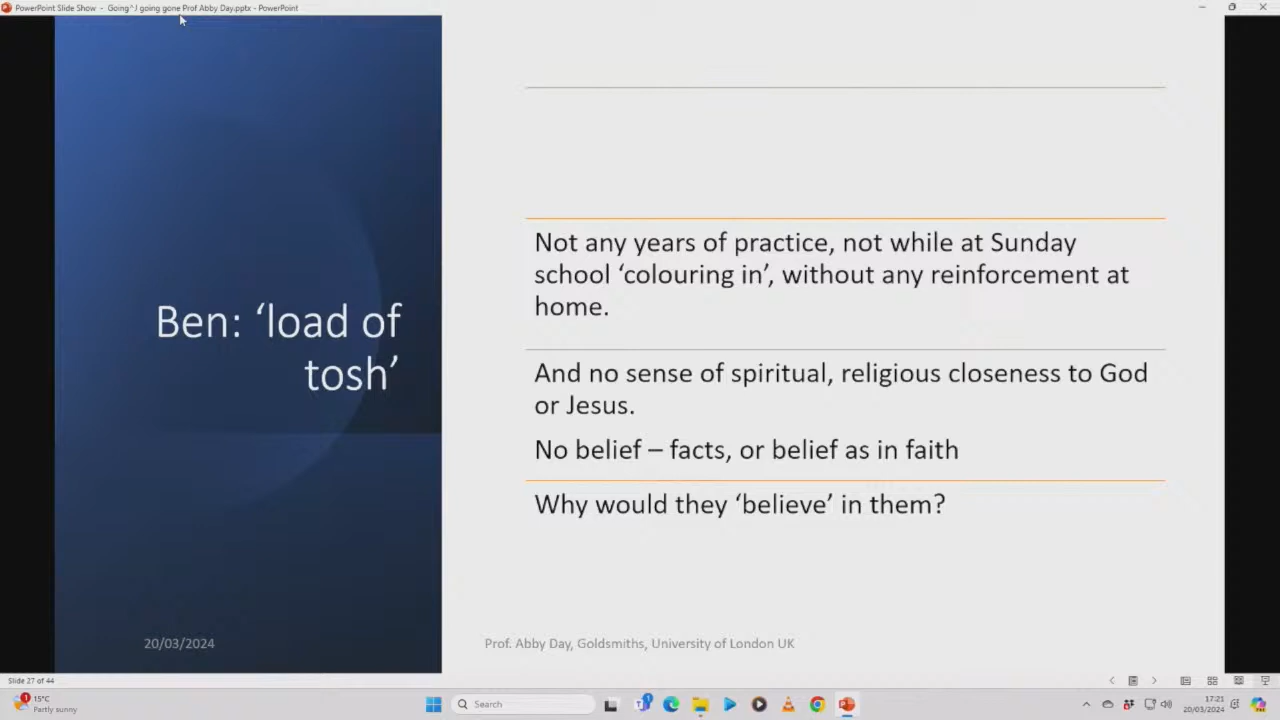 PowerPoint Slide Show - Going^J going gone Prof Abby Day.pptx - PowerPoint
Ben: ‘load of
tosh’
Not any years of practice, not while at Sunday
school ‘colouring in’, without any reinforcement at
home.
And no sense of spiritual, religious closeness to God
or Jesus.
No belief – facts, or belief as in faith
Why would they ‘believe’ in them?
20/03/2024
Prof. Abby Day, Goldsmiths, University of London UK
Slide 27 of 44
1
15°C
Partly sunny
Search
1
17:21
20/03/2024